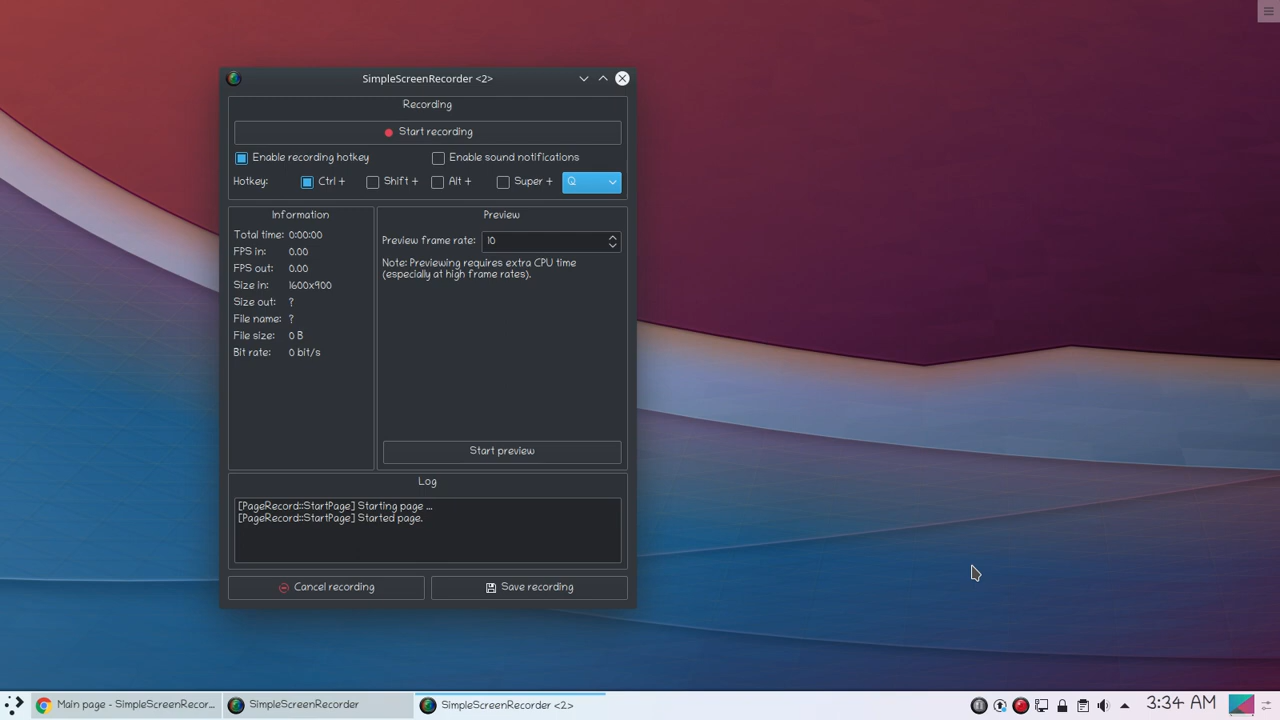 SimpleScreenRecorder <2>
Recording
Start recording
Enable recording hotkey
Enable sound notifications
Hotkey: Ctrl + Shift + Alt + Super + Q
Information
Total time: 0:00:00
FPS in: 0.00
FPS out: 0.00
Size in: 1600x900
Size out: ?
File name: ?
File size: 0 B
Bit rate: 0 bit/s
Preview
Preview frame rate: 10
Note: Previewing requires extra CPU time
(especially at high frame rates).
Start preview
Log
[PageRecord::StartPage] Starting page ...
[PageRecord::StartPage] Started page.
Cancel recording
Save recording
Main page - SimpleScreenRecor...
SimpleScreenRecorder
SimpleScreenRecorder <2>
3:34 AM